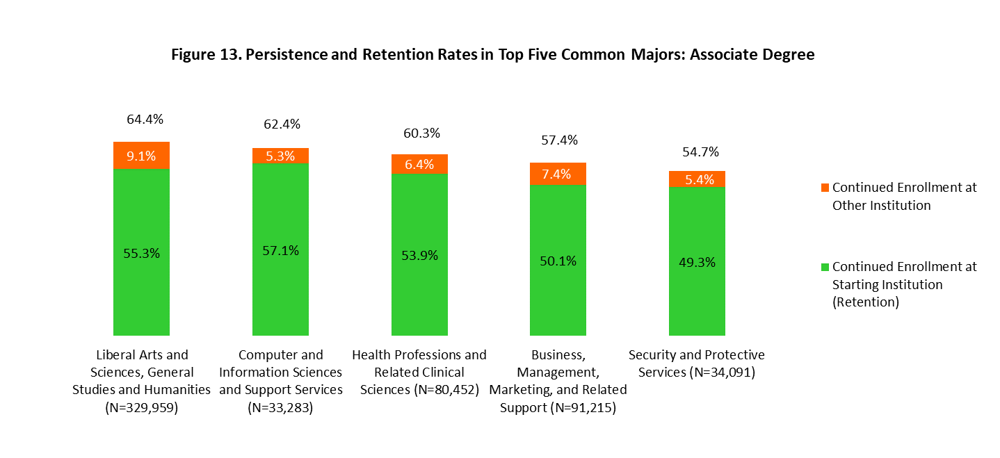 Figure 13. Persistence and Retention Rates in Top Five Common Majors: Associate Degree
64.4%
62.4%
60.3%
57.4%
54.7%
9.1%
5.3%
6.4%
7.4%
5.4%
55.3%
57.1%
53.9%
50.1%
49.3%
Continued Enrollment at
Other Institution
Continued Enrollment at
Starting Institution
(Retention)
Liberal Arts and
Sciences, General
Studies and Humanities
(N=329,959)
Computer and
Information Sciences
and Support Services
(N=33,283)
Health Professions and
Related Clinical
Sciences (N=80,452)
Business,
Management,
Marketing, and Related
Support (N=91,215)
Security and Protective
Services (N=34,091)